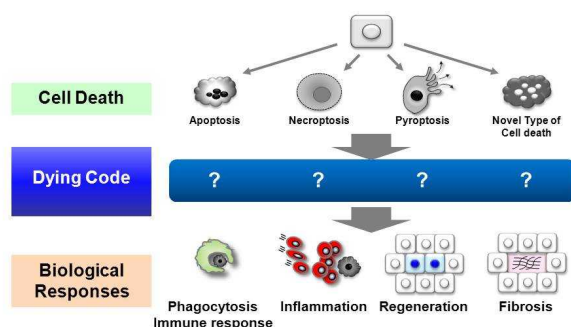 Cell Death
Apoptosis
Necroptosis
Pyroptosis
Novel Type of
Cell death
Dying Code
? ? ? ?
Biological
Responses
Phagocytosis
Immune response
Inflammation
Regeneration
Fibrosis